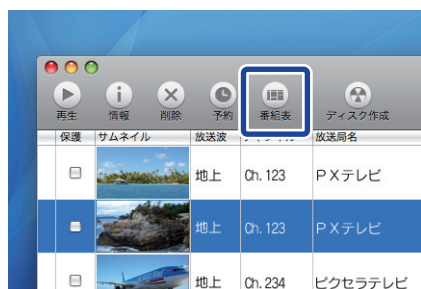 再生 情報 削除 予約 番組表 ディスク作成
保護 サムネイル 放送波 放送局名
地上 Ch. 123 PXテレビ
地上 Ch. 123 PXテレビ
地上 Ch. 234 ピクセラテレビ